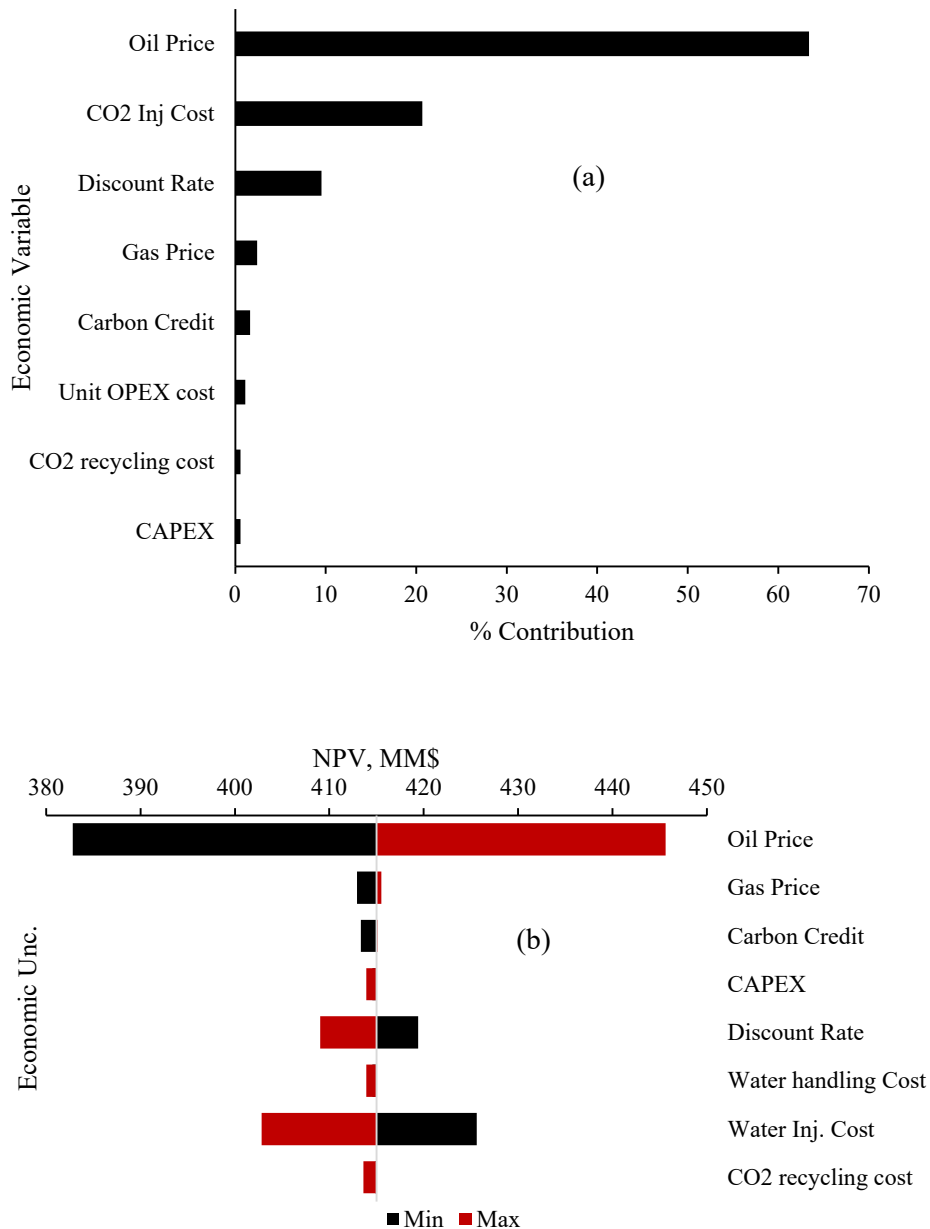 Economic Variable
Oil Price
CO2 Inj Cost
Discount Rate
(a)
Gas Price
Carbon Credit
Unit OPEX cost
CO2 recycling cost
CAPEX
0 10 20 30 40 50 60 70
% Contribution
NPV, MM$
380 390 400 410 420 430 440 450
Economic Unc.
Oil Price
Gas Price
(b)
Carbon Credit
CAPEX
Discount Rate
Water handling Cost
Water Inj. Cost
CO2 recycling cost
Min Max